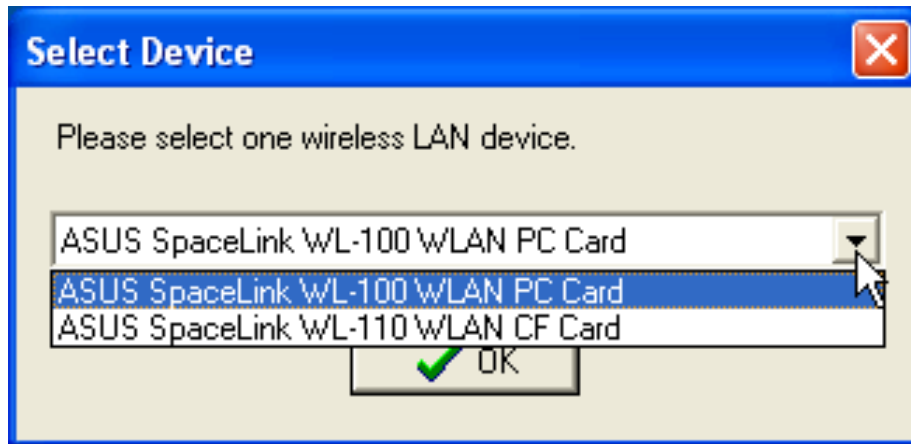 Select Device
Please select one wireless LAN device.
ASUS SpaceLink WL-100 WLAN PC Card
ASUS SpaceLink WL-100 WLAN PC Card
ASUS SpaceLink WL-110 WLAN CF Card
OK